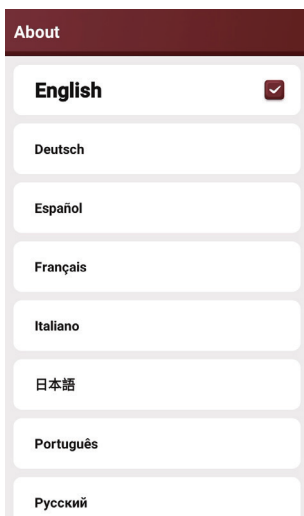 About
English
Deutsch
Español
Français
Italiano
日本語
Português
Русский